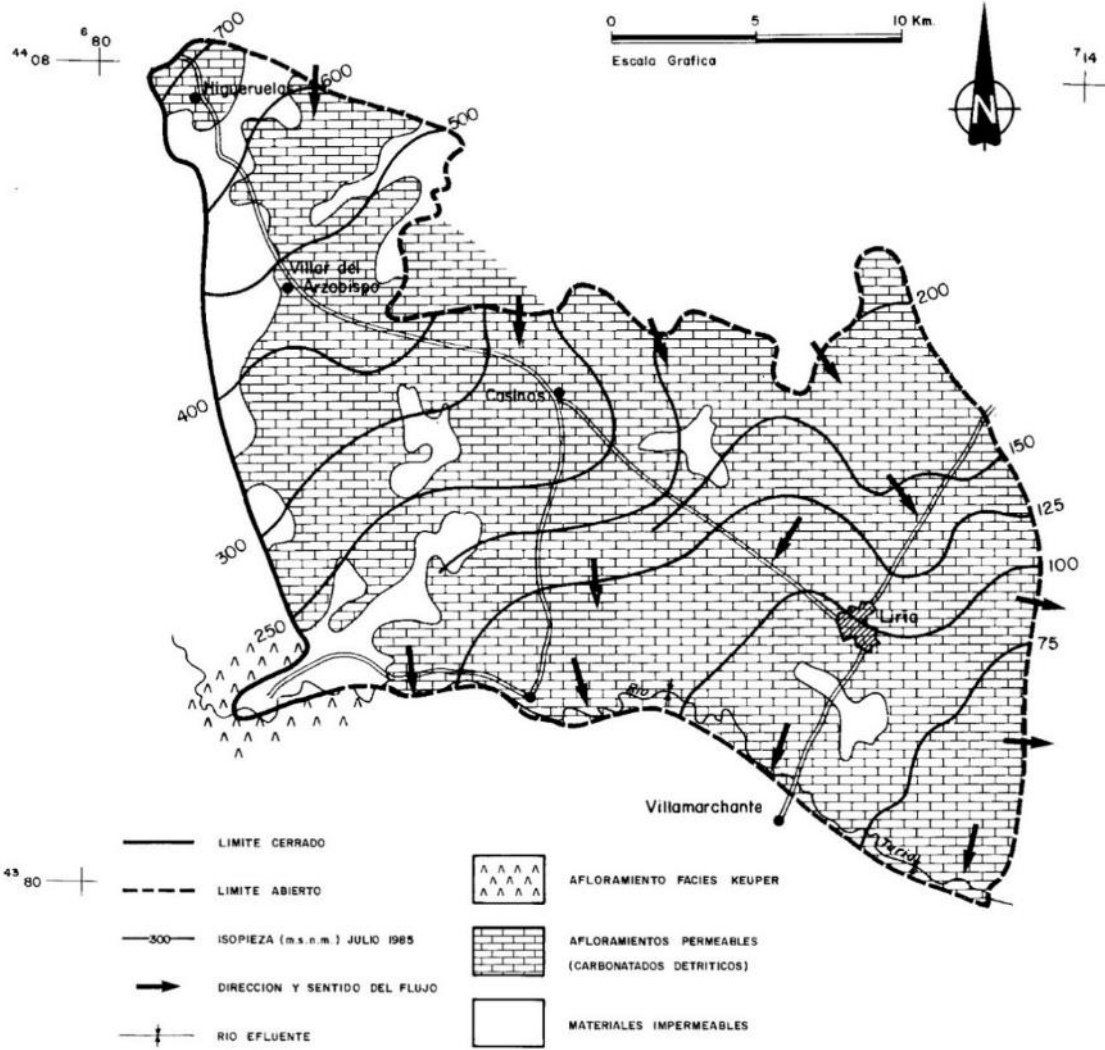 0 5 10 Km.
Escala Grafica
44 08
6 80
7 14
N
700
600
500
Higueruelas
Villar del
Arzobispo
200
Casinos
400
150
125
300
100
Liria
250
75
Rio
Villamarchante
Turia
43 80
LIMITE CERRADO
LIMITE ABIERTO
300 ISOPIEZA (m.s.n.m.) JULIO 1985
DIRECCION Y SENTIDO DEL FLUJO
RIO EFLUENTE
AFLORAMIENTO FACIES KEUPER
AFLORAMIENTOS PERMEABLES
(CARBONATADOS DETRITICOS)
MATERIALES IMPERMEABLES